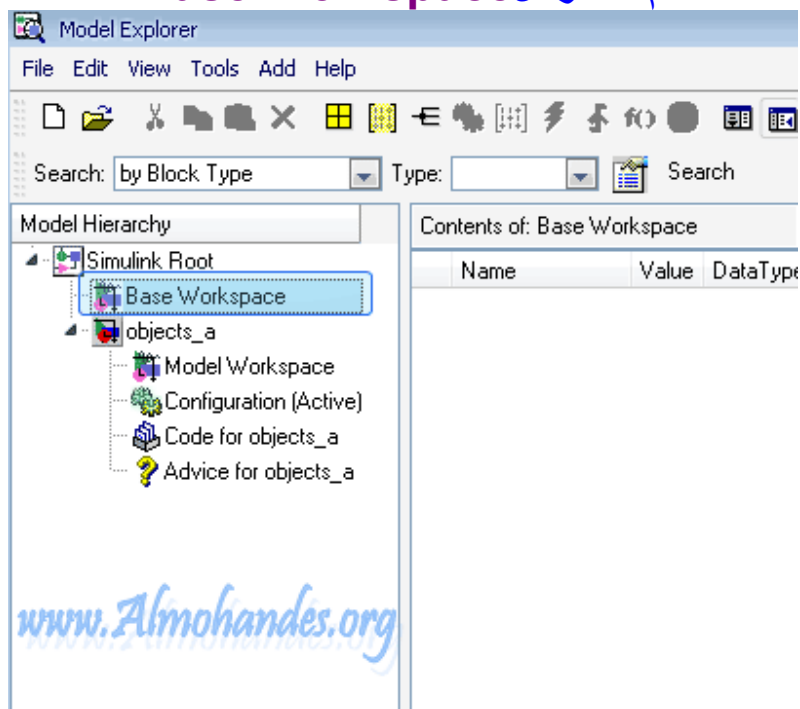 Model Explorer
File Edit View Tools Add Help
Search: by Block Type Type: Search
Model Hierarchy
Contents of: Base Workspace
Simulink Root
Name Value DataType
Base Workspace
objects_a
Model Workspace
Configuration (Active)
Code for objects_a
Advice for objects_a
www.Almohandes.org